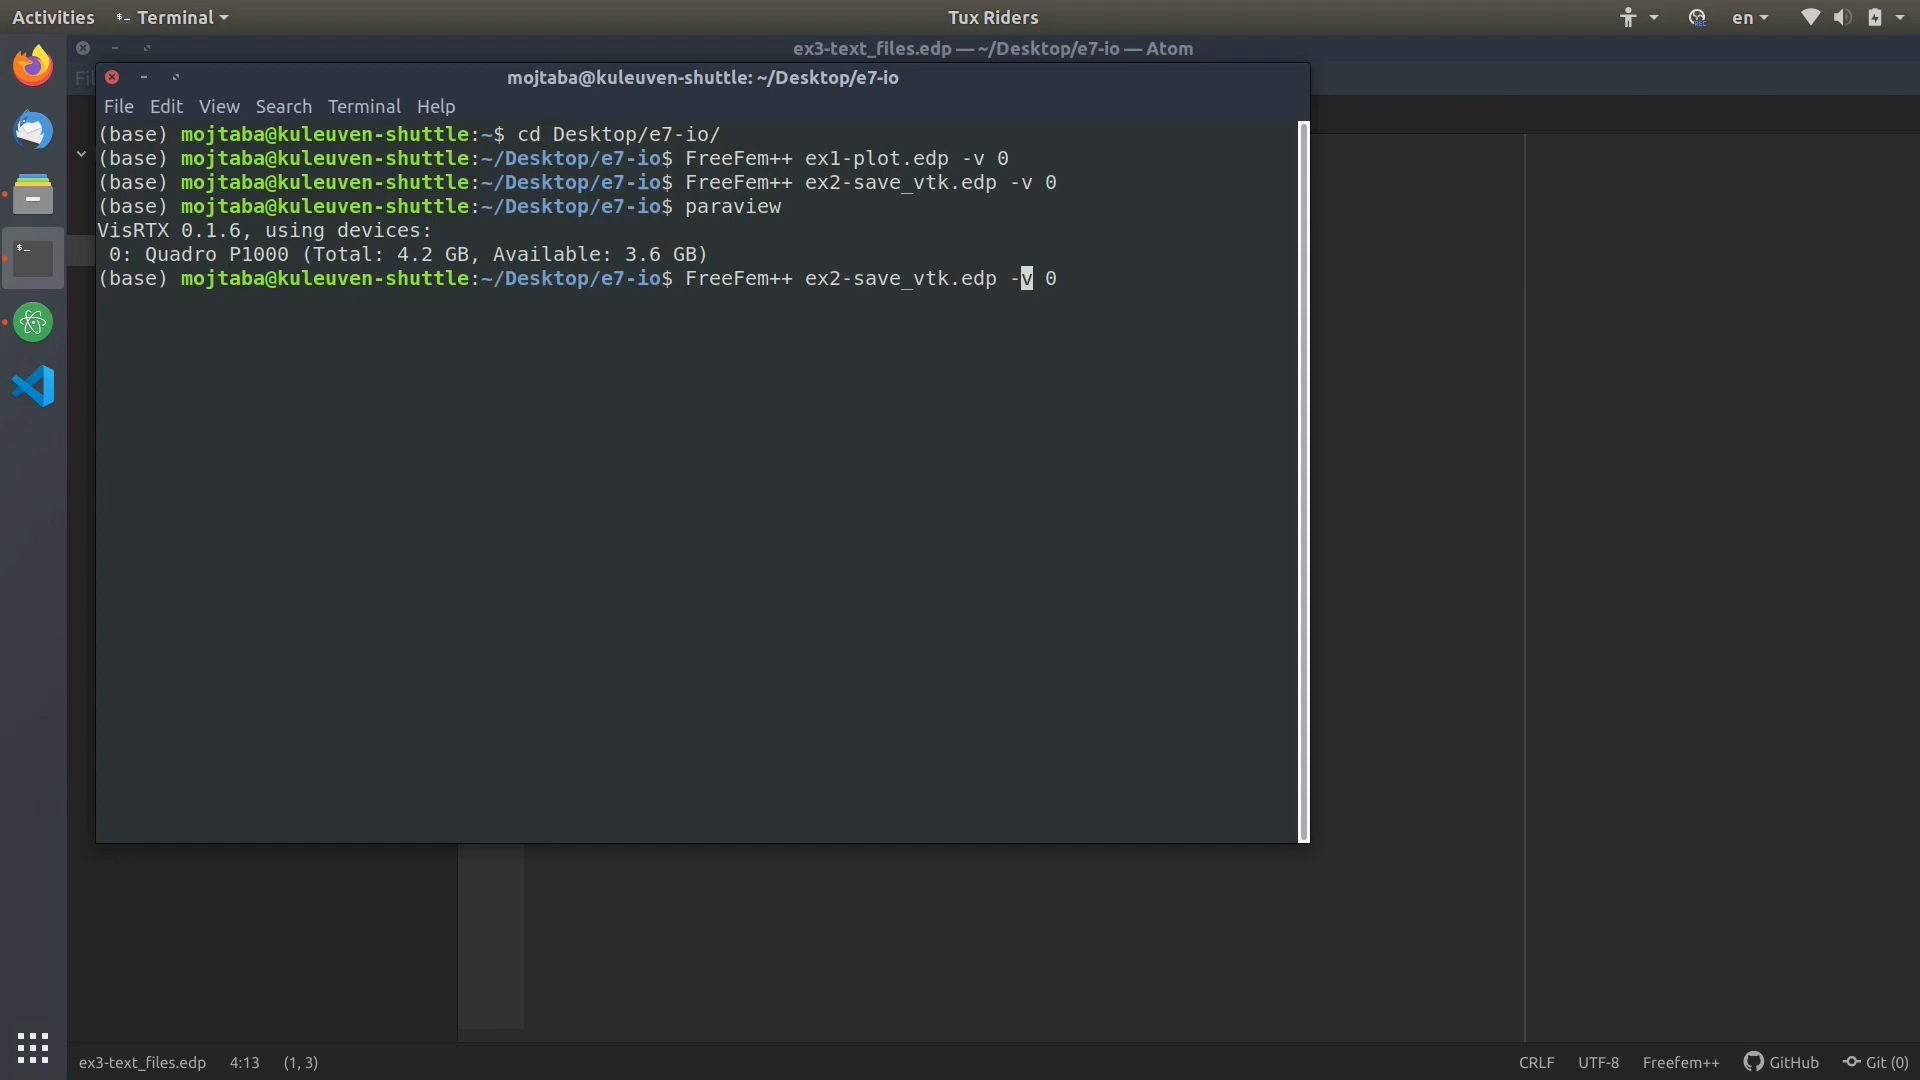 Activities Terminal Tux Riders en
ex3-text_files.edp — ~/Desktop/e7-io — Atom
mojtaba@kuleuven-shuttle: ~/Desktop/e7-io
File Edit View Search Terminal Help
(base) mojtaba@kuleuven-shuttle:~$ cd Desktop/e7-io/
(base) mojtaba@kuleuven-shuttle:~/Desktop/e7-io$ FreeFem++ ex1-plot.edp -v 0
(base) mojtaba@kuleuven-shuttle:~/Desktop/e7-io$ FreeFem++ ex2-save_vtk.edp -v 0
(base) mojtaba@kuleuven-shuttle:~/Desktop/e7-io$ paraview
VisRTX 0.1.6, using devices:
0: Quadro P1000 (Total: 4.2 GB, Available: 3.6 GB)
(base) mojtaba@kuleuven-shuttle:~/Desktop/e7-io$ FreeFem++ ex2-save_vtk.edp -v 0
ex3-text_files.edp 4:13 (1, 3) CRLF UTF-8 Freefem++ GitHub Git (0)